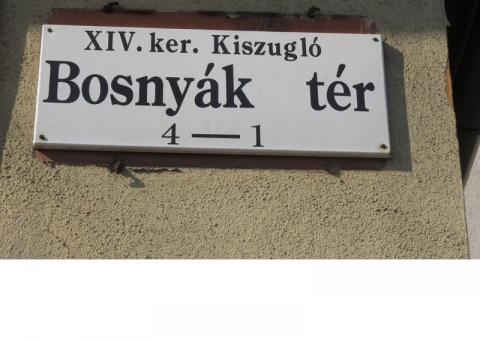 XIV. ker. Kiszugló
Bosnyák tér
4 — 1